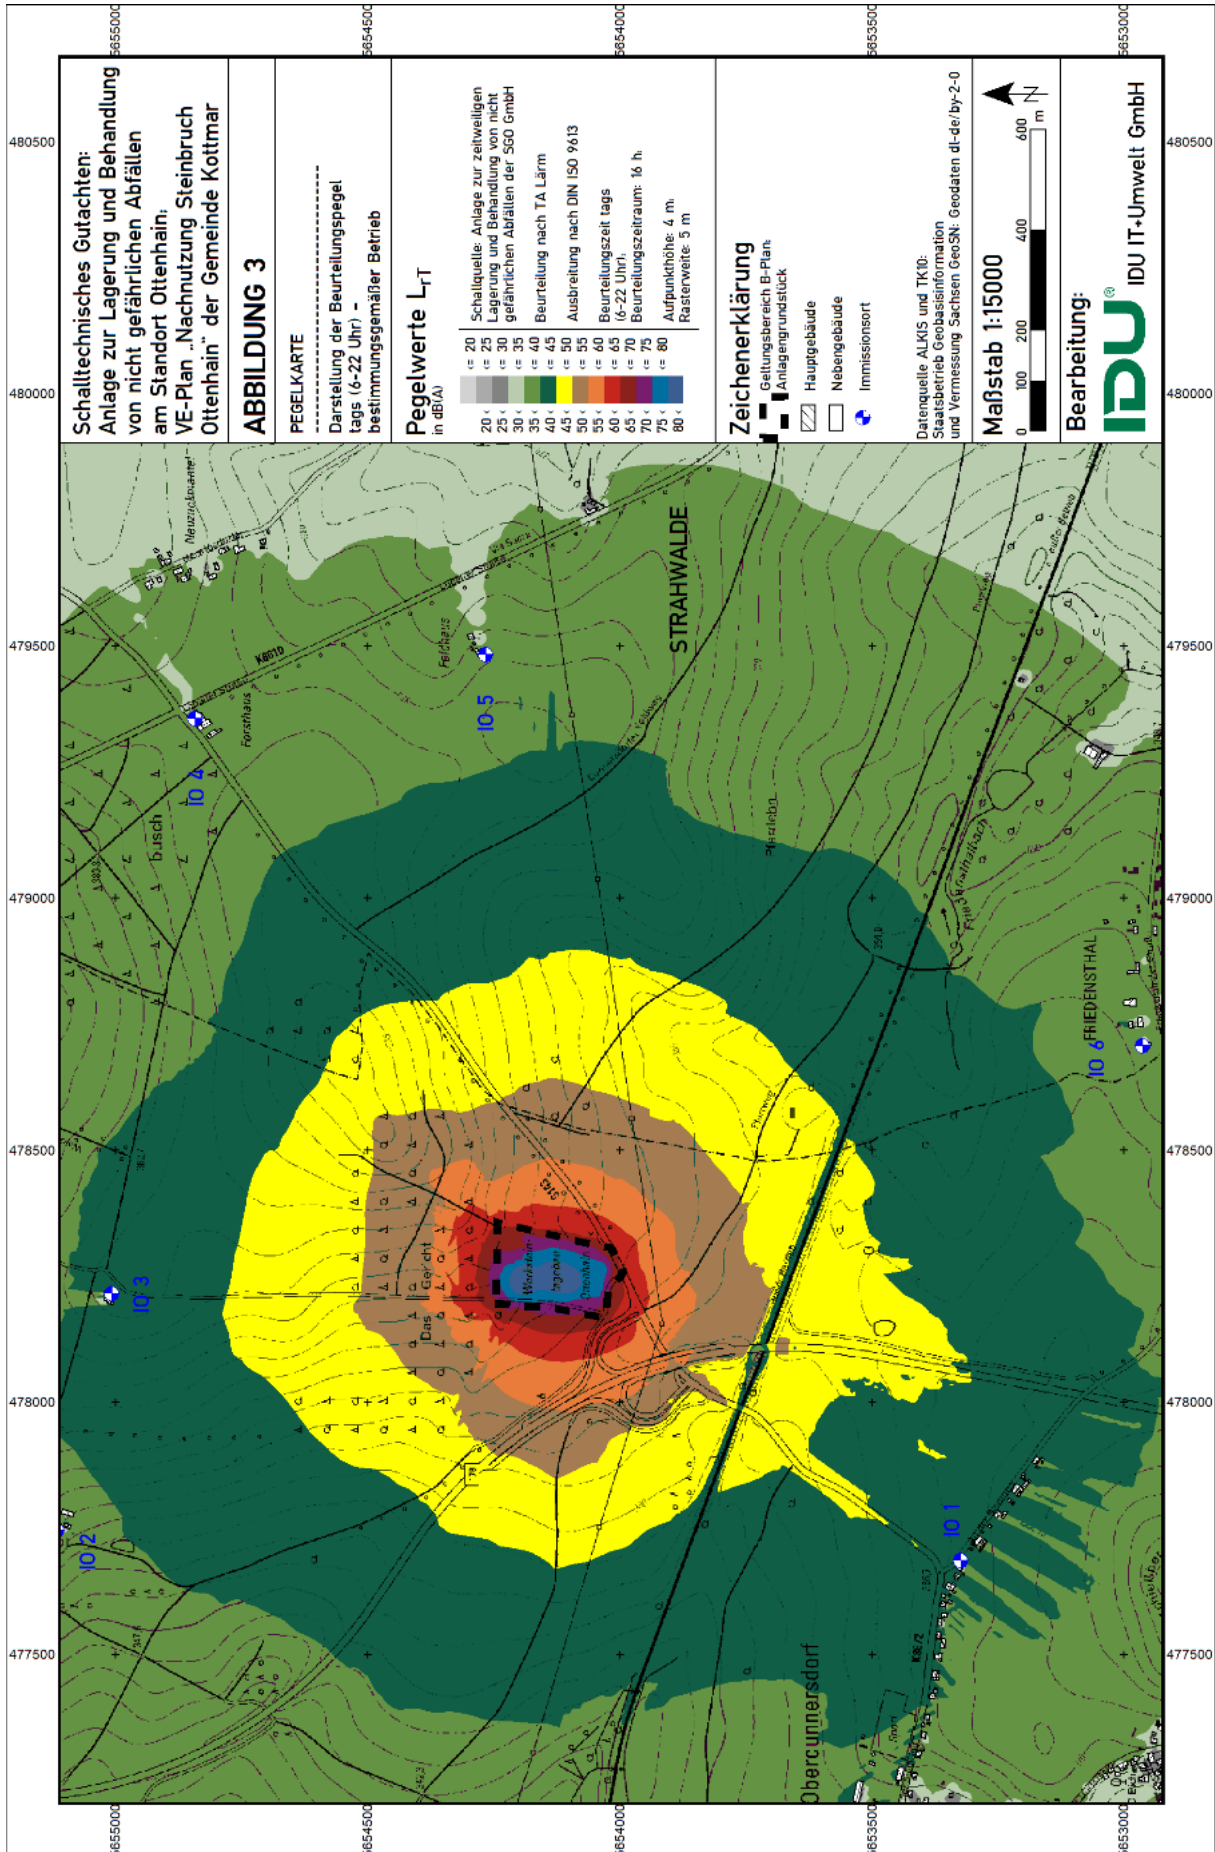 Schalltechnisches Gutachten:
Anlage zur Lagerung und Behandlung
von nicht gefährlichen Abfällen
am Standort Ottenhain:
VE-Plan „Nachnutzung Steinbruch
Ottenhain" der Gemeinde Kottmar
ABBILDUNG 3
PEGELKARTE
Darstellung der Beurteilungspegel
tags (6-22 Uhr) -
bestimmungsgemäßer Betrieb
Pegelwerte LrT
in dB(A)
<= 20
20 < <= 25
25 < <= 30
30 < <= 35
35 < <= 40
40 < <= 45
45 < <= 50
50 < <= 55
55 < <= 60
60 < <= 65
65 < <= 70
70 < <= 75
75 < <= 80
80 <
Schallquelle: Anlage zur zeitweiligen
Lagerung und Behandlung von nicht
gefährlichen Abfällen der SGO GmbH
Beurteilung nach TA Lärm
Ausbreitung nach DIN ISO 9613
Beurteilungszeit tags
(6-22 Uhr),
Beurteilungszeitraum: 16 h;
Aufpunkthöhe: 4 m;
Rasterweite: 5 m
Zeichenerklärung
Geltungsbereich B-Plan;
Anlagengrundstück
Hauptgebäude
Nebengebäude
Immissionsort
Datenquelle ALKIS und TK10:
Staatsbetrieb Geobasisinformation
und Vermessung Sachsen GeoSN: Geodaten dl-de/by-2-0
Maßstab 1:15000
0 100 200 400 600
m
N
Bearbeitung:
IDU IDU IT+Umwelt GmbH
5655000
5654500
5654000
5653500
5653000
480500
480000
479500
479000
478500
478000
477500
IO 1
IO 2
IO 3
IO 4
IO 5
IO 6
Neuzuckmantel
K8610
Forsthaus
Feldhaus
STRAHWALDE
busch
Pfarrlehn
FRIEDENSTHAL
Das Gericht
S143
Ottenhain
Obercunnersdorf